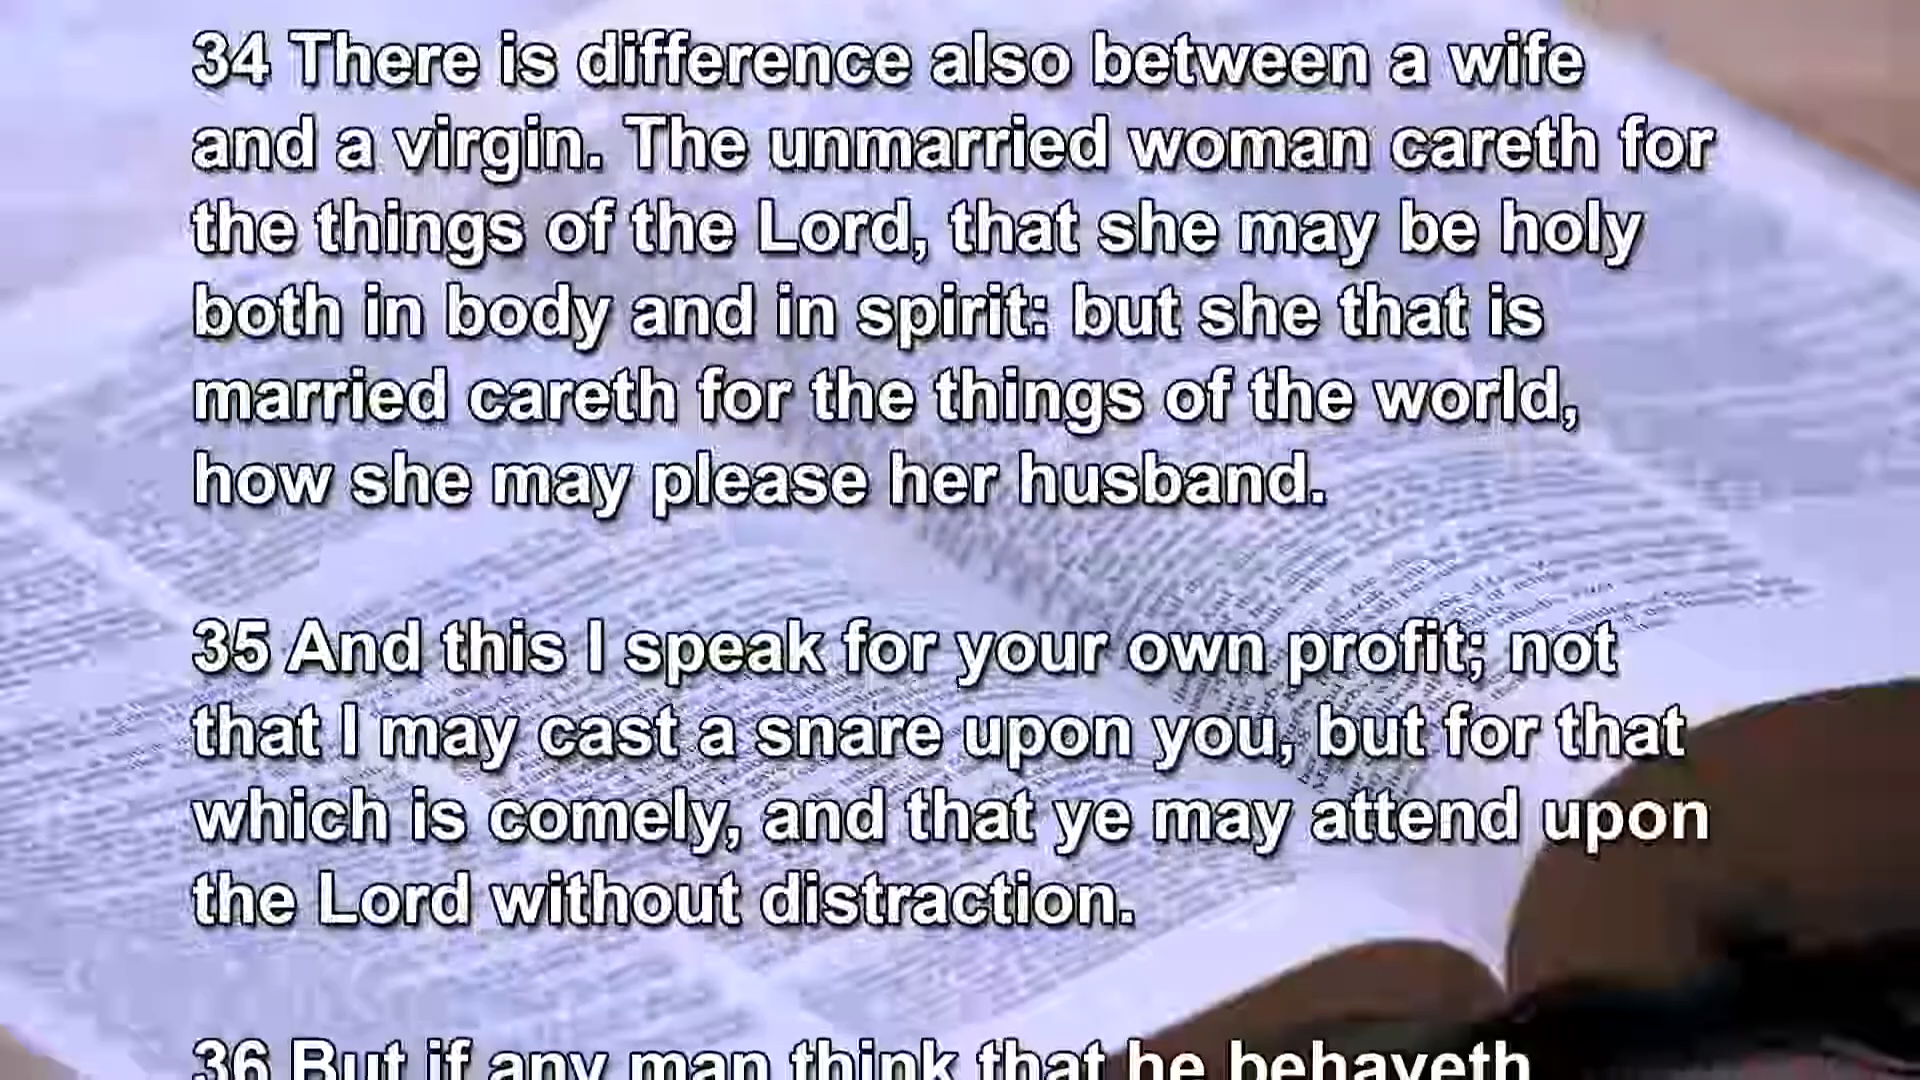 34 There is difference also between a wife
and a virgin. The unmarried woman careth for
the things of the Lord, that she may be holy
both in body and in spirit: but she that is
married careth for the things of the world,
how she may please her husband.
35 And this I speak for your own profit; not
that I may cast a snare upon you, but for that
which is comely, and that ye may attend upon
the Lord without distraction.
36 But if any man think that he behaveth